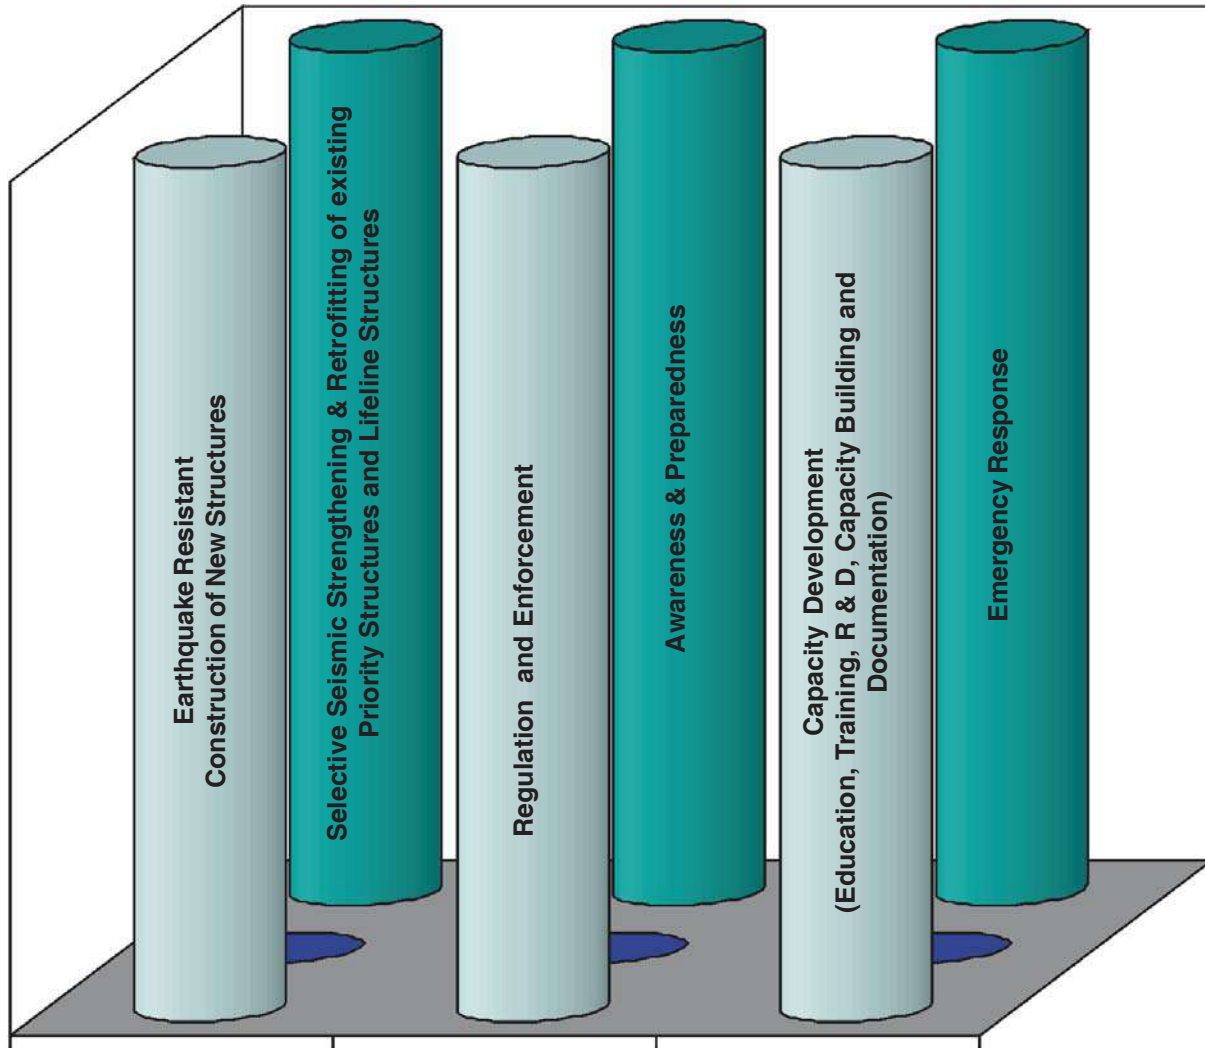 Earthquake Resistant
Construction of New Structures
Selective Seismic Strengthening & Retrofitting of existing
Priority Structures and Lifeline Structures
Regulation and Enforcement
Awareness & Preparedness
Capacity Development
(Education, Training, R & D, Capacity Building and
Documentation)
Emergency Response